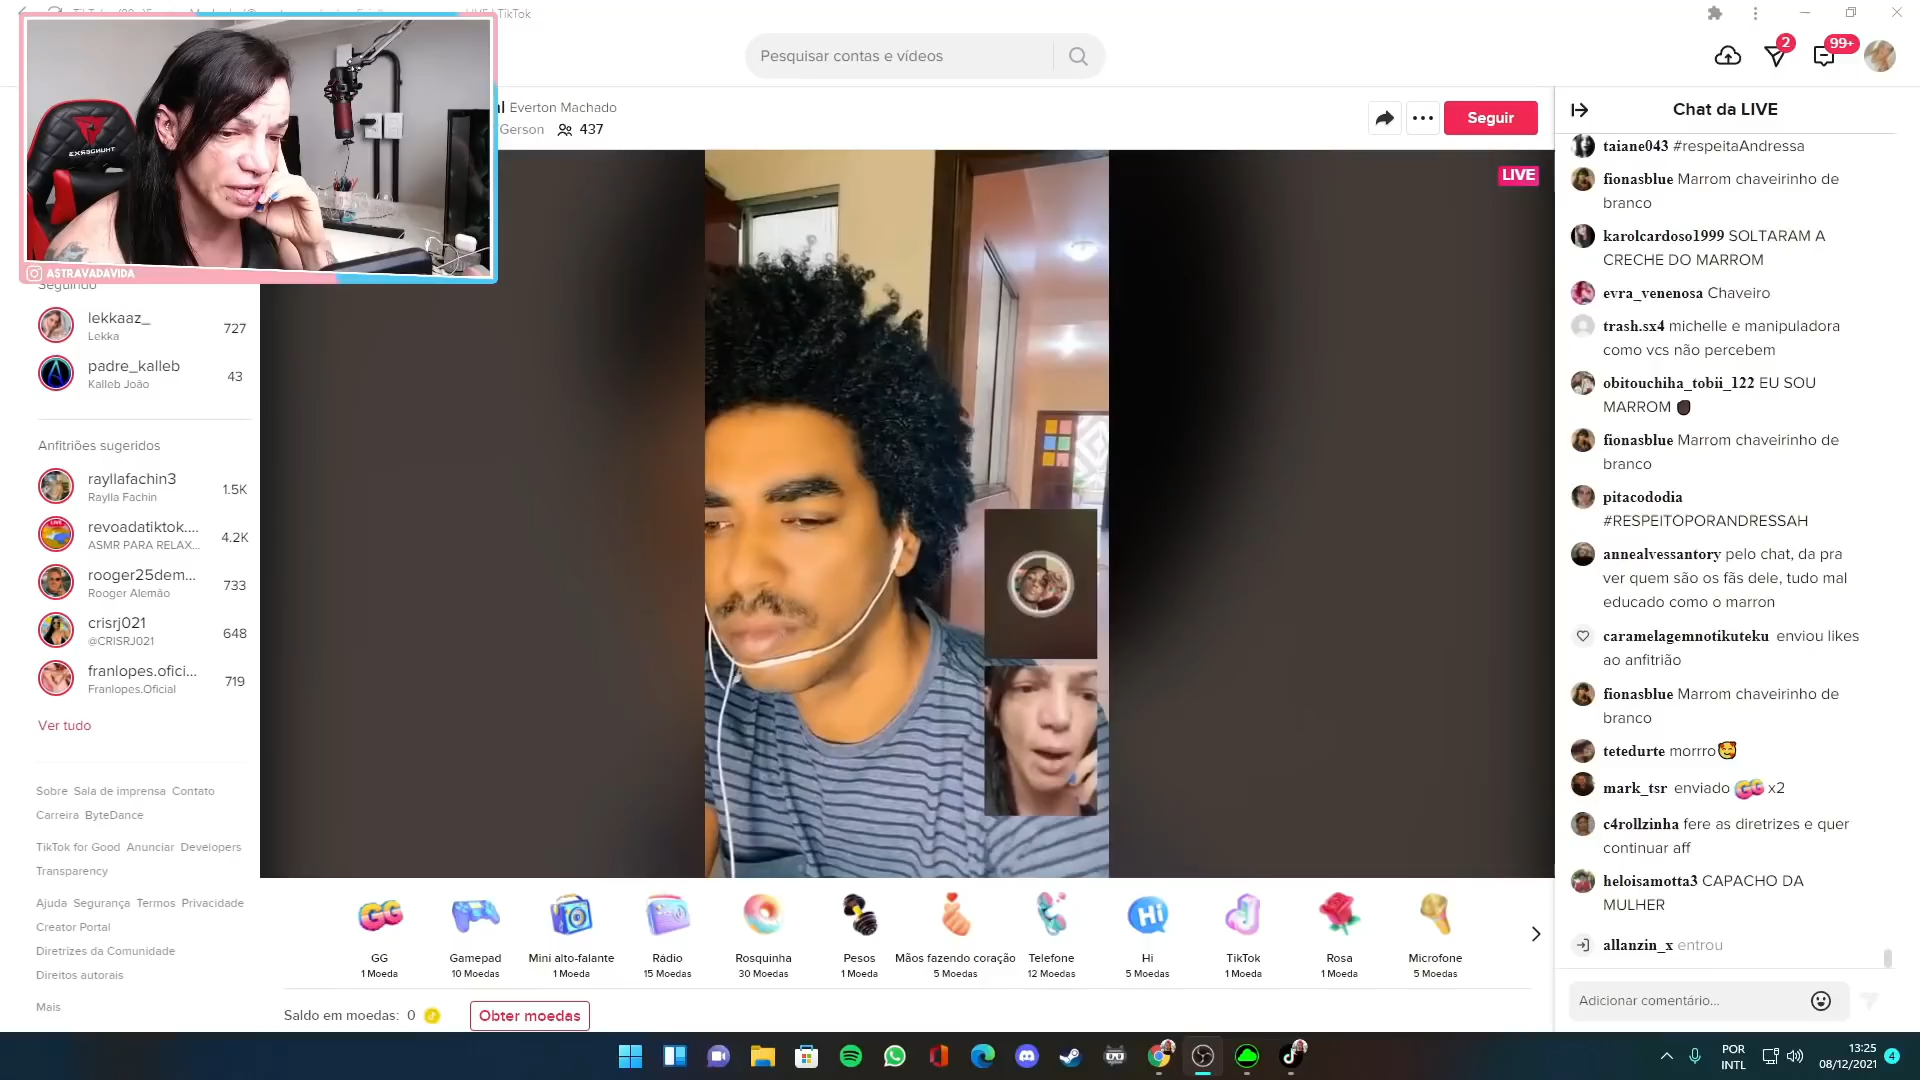 LIVE | TikTok
Pesquisar contas e vídeos
2
99+
THUNDERX3
ASTRAVADAVIDA
Everton Machado
Gerson 437
Seguir
Chat da LIVE
LIVE
Seguindo
lekkaaz_
Lekka
727
padre_kalleb
Kalleb João
43
Anfitriões sugeridos
rayllafachin3
Raylla Fachin
1.5K
revoadatiktok....
ASMR PARA RELAX...
4.2K
rooger25dem...
Rooger Alemão
733
crisrj021
@CRISRJ021
648
franlopes.ofici...
Franlopes.Oficial
719
Ver tudo
Sobre Sala de imprensa Contato
Carreira ByteDance
TikTok for Good Anunciar Developers
Transparency
Ajuda Segurança Termos Privacidade
Creator Portal
Diretrizes da Comunidade
Direitos autorais
Mais
taiane043 #respeitaAndressa
fionasblue Marrom chaveirinho de
branco
karolcardoso1999 SOLTARAM A
CRECHE DO MARROM
evra_venenosa Chaveiro
trash.sx4 michelle e manipuladora
como vcs não percebem
obitouchiha_tobii_122 EU SOU
MARROM
fionasblue Marrom chaveirinho de
branco
pitacododia
#RESPEITOPORANDRESSAH
annealvessantory pelo chat, da pra
ver quem são os fãs dele, tudo mal
educado como o marron
caramelagemnotikuteku enviou likes
ao anfitrião
fionasblue Marrom chaveirinho de
branco
tetedurte morrro🥰
mark_tsr enviado GG x2
c4rollzinha fere as diretrizes e quer
continuar aff
heloisamotta3 CAPACHO DA
MULHER
allanzin_x entrou
Adicionar comentário...
GG
Hi
GG Gamepad Mini alto-falante Rádio Rosquinha Pesos Mãos fazendo coração Telefone Hi TikTok Rosa Microfone
1 Moeda 10 Moedas 1 Moeda 15 Moedas 30 Moedas 1 Moeda 5 Moedas 12 Moedas 5 Moedas 1 Moeda 1 Moeda 5 Moedas
Saldo em moedas: 0
Obter moedas
POR
INTL
13:25
08/12/2021
4